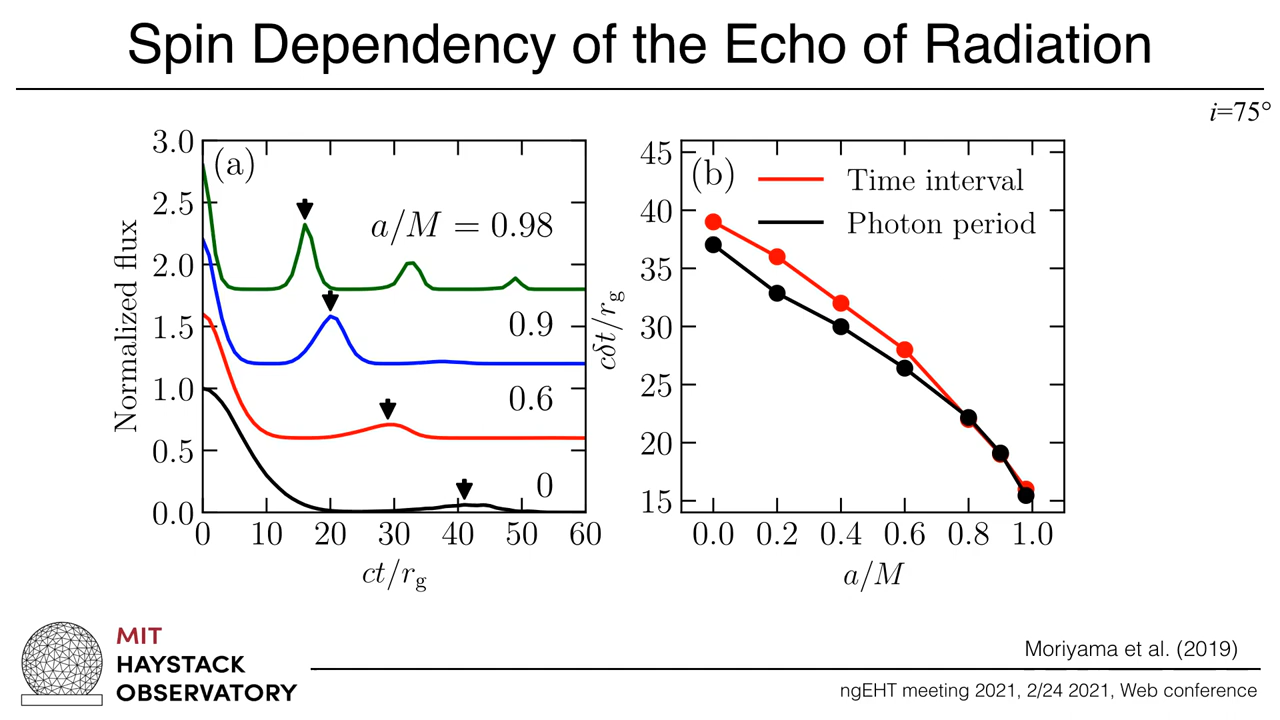 Spin Dependency of the Echo of Radiation
i=75°
(a)
a/M = 0.98
0.9
0.6
0
3.0
2.5
2.0
1.5
1.0
0.5
0.0
Normalized flux
0 10 20 30 40 50 60
ct/rg
(b)
Time interval
Photon period
45
40
35
30
25
20
15
cδt/rg
0.0 0.2 0.4 0.6 0.8 1.0
a/M
MIT
HAYSTACK
OBSERVATORY
Moriyama et al. (2019)
ngEHT meeting 2021, 2/24 2021, Web conference